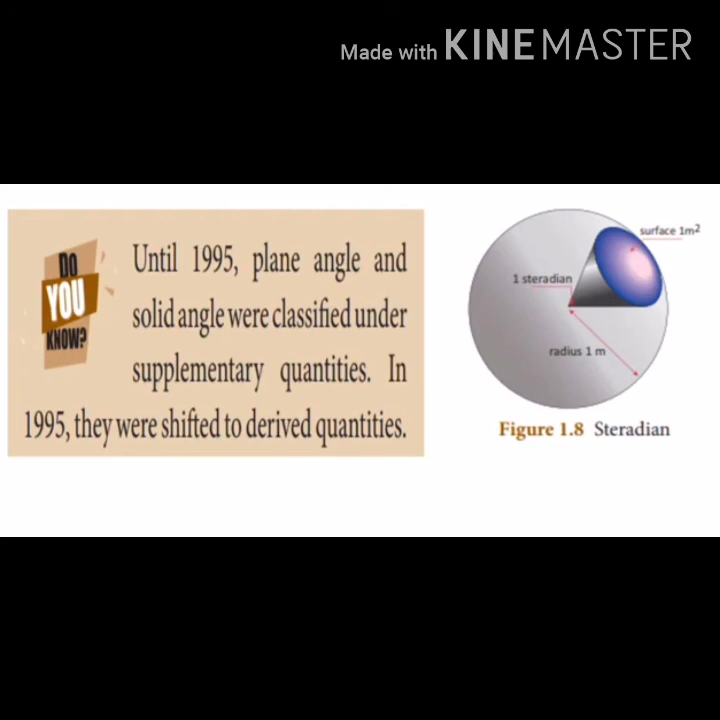 Made with KINEMASTER
DO
YOU
KNOW?
Until 1995, plane angle and
solid angle were classified under
supplementary quantities. In
1995, they were shifted to derived quantities.
surface 1m²
1 steradian
radius 1 m
Figure 1.8 Steradian